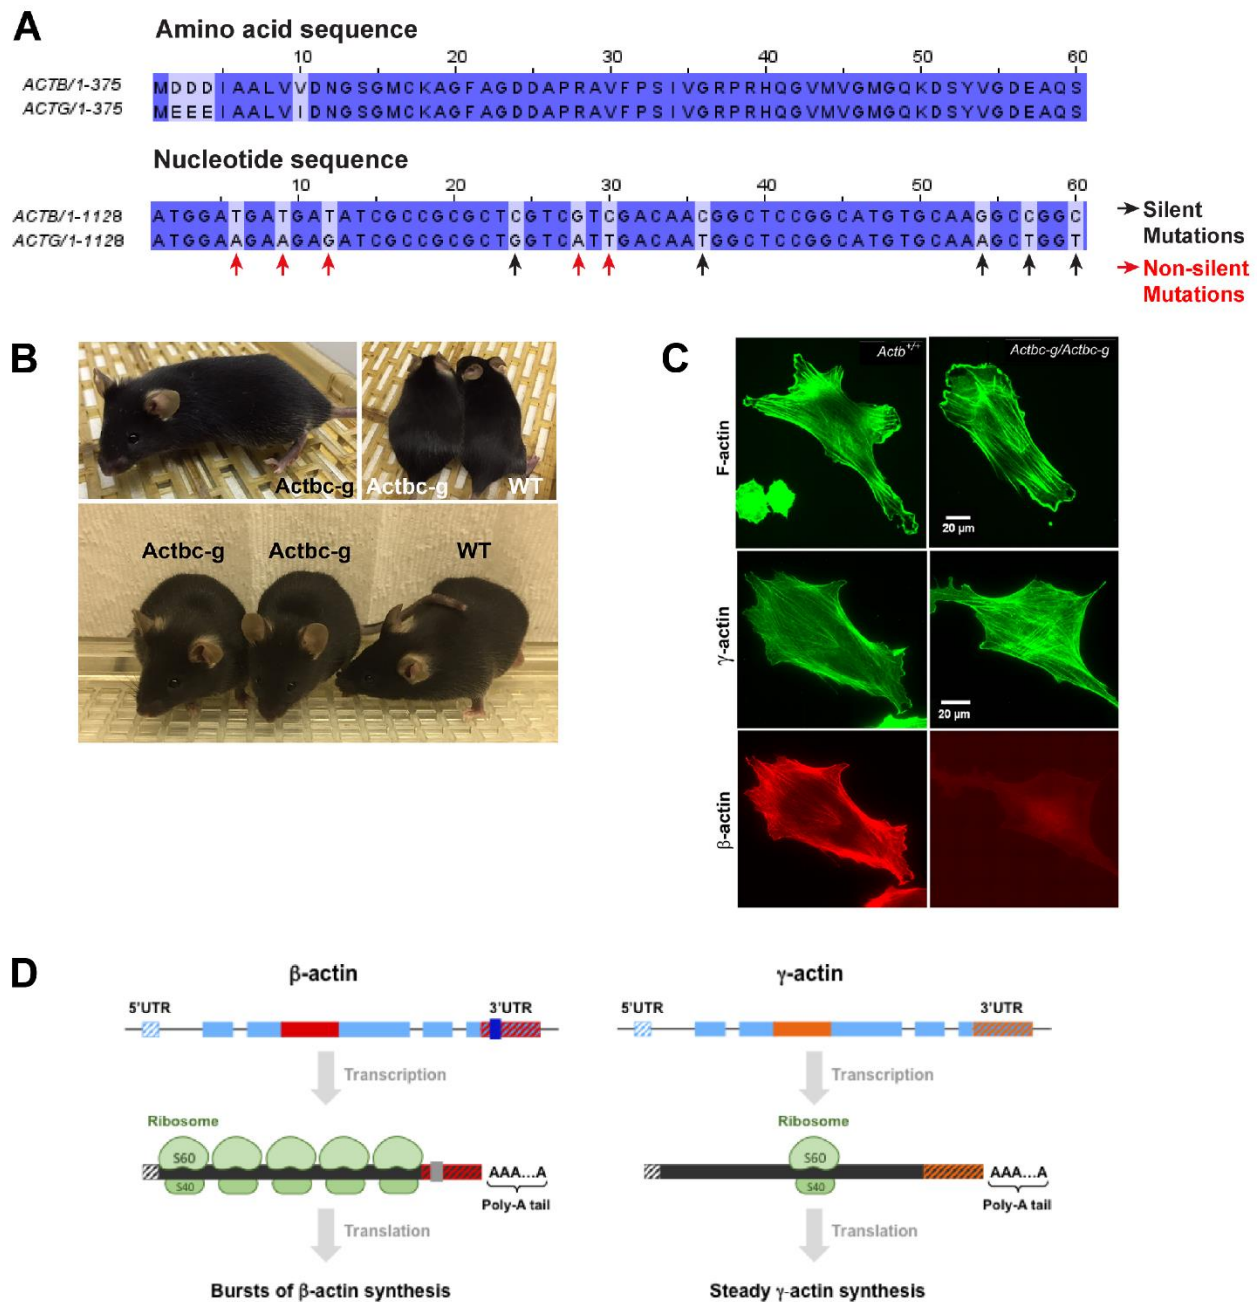 A
Amino acid sequence
10 20 30 40 50 60
ACTB/1-375 MDDDIAALVVDNGSGMCKAGFAGDDAPRAVFPSIVGRPRHQGVMVGMGQKDSYVGDEAQS
ACTG/1-375 MEEEIAALVIDNGSGMCKAGFAGDDAPRAVFPSIVGRPRHQGVMVGMGQKDSYVGDEAQS
Nucleotide sequence
10 20 30 40 50 60
ACTB/1-1128 ATGGATGATGATATCGCCGCGCTCGTCGTCGACAACGGCTCCGGCATGTGCAAGGCCGGC
ACTG/1-1128 ATGGAAGAAGAGATCGCCGCGCTGGTCATTGACAATGGCTCCGGCATGTGCAAAGCTGGT
Silent
Mutations
Non-silent
Mutations
B
Actbc-g
Actbc-g WT
Actbc-g Actbc-g WT
C
Actb+/+ Actbc-g/Actbc-g
F-actin
20 µm
γ-actin
20 µm
β-actin
D
β-actin
5'UTR 3'UTR
Transcription
Ribosome
S60
S40
AAA...A
Poly-A tail
Translation
Bursts of β-actin synthesis
γ-actin
5'UTR 3'UTR
Transcription
Ribosome
S60
S40
AAA...A
Poly-A tail
Translation
Steady γ-actin synthesis